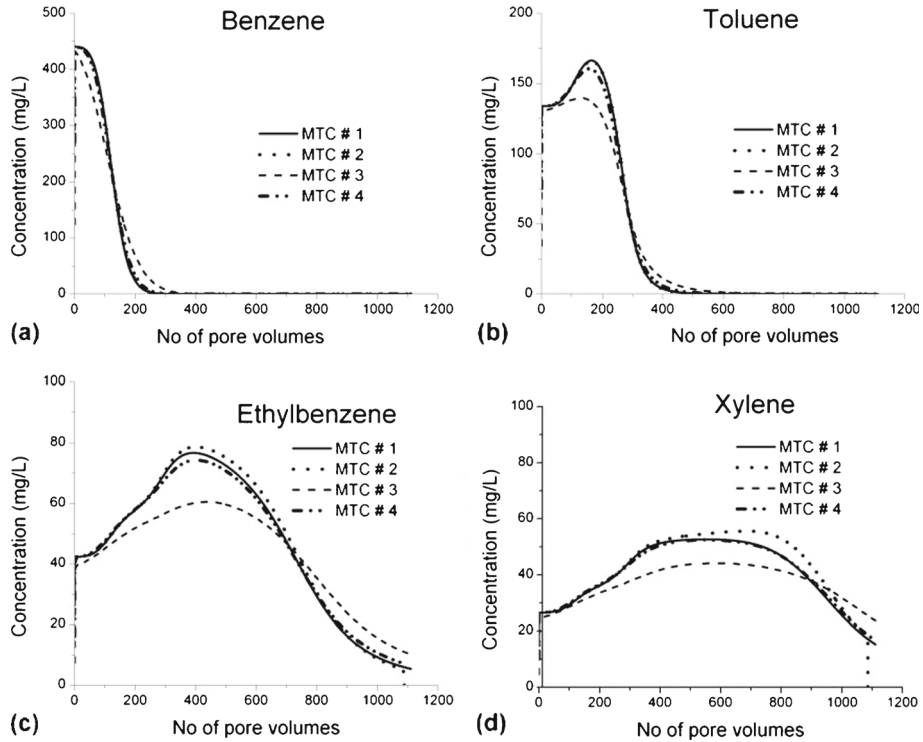 Benzene
500
400
300
200
100
0
Concentration (mg/L)
MTC # 1
MTC # 2
MTC # 3
MTC # 4
0 200 400 600 800 1000 1200
No of pore volumes
(a)
Toluene
200
150
100
50
0
Concentration (mg/L)
MTC # 1
MTC # 2
MTC # 3
MTC # 4
0 200 400 600 800 1000 1200
No of pore volumes
(b)
Ethylbenzene
100
80
60
40
20
0
Concentration (mg/L)
MTC # 1
MTC # 2
MTC # 3
MTC # 4
0 200 400 600 800 1000 1200
No of pore volumes
(c)
Xylene
100
80
60
40
20
0
Concentration (mg/L)
MTC # 1
MTC # 2
MTC # 3
MTC # 4
0 200 400 600 800 1000 1200
No of pore volumes
(d)